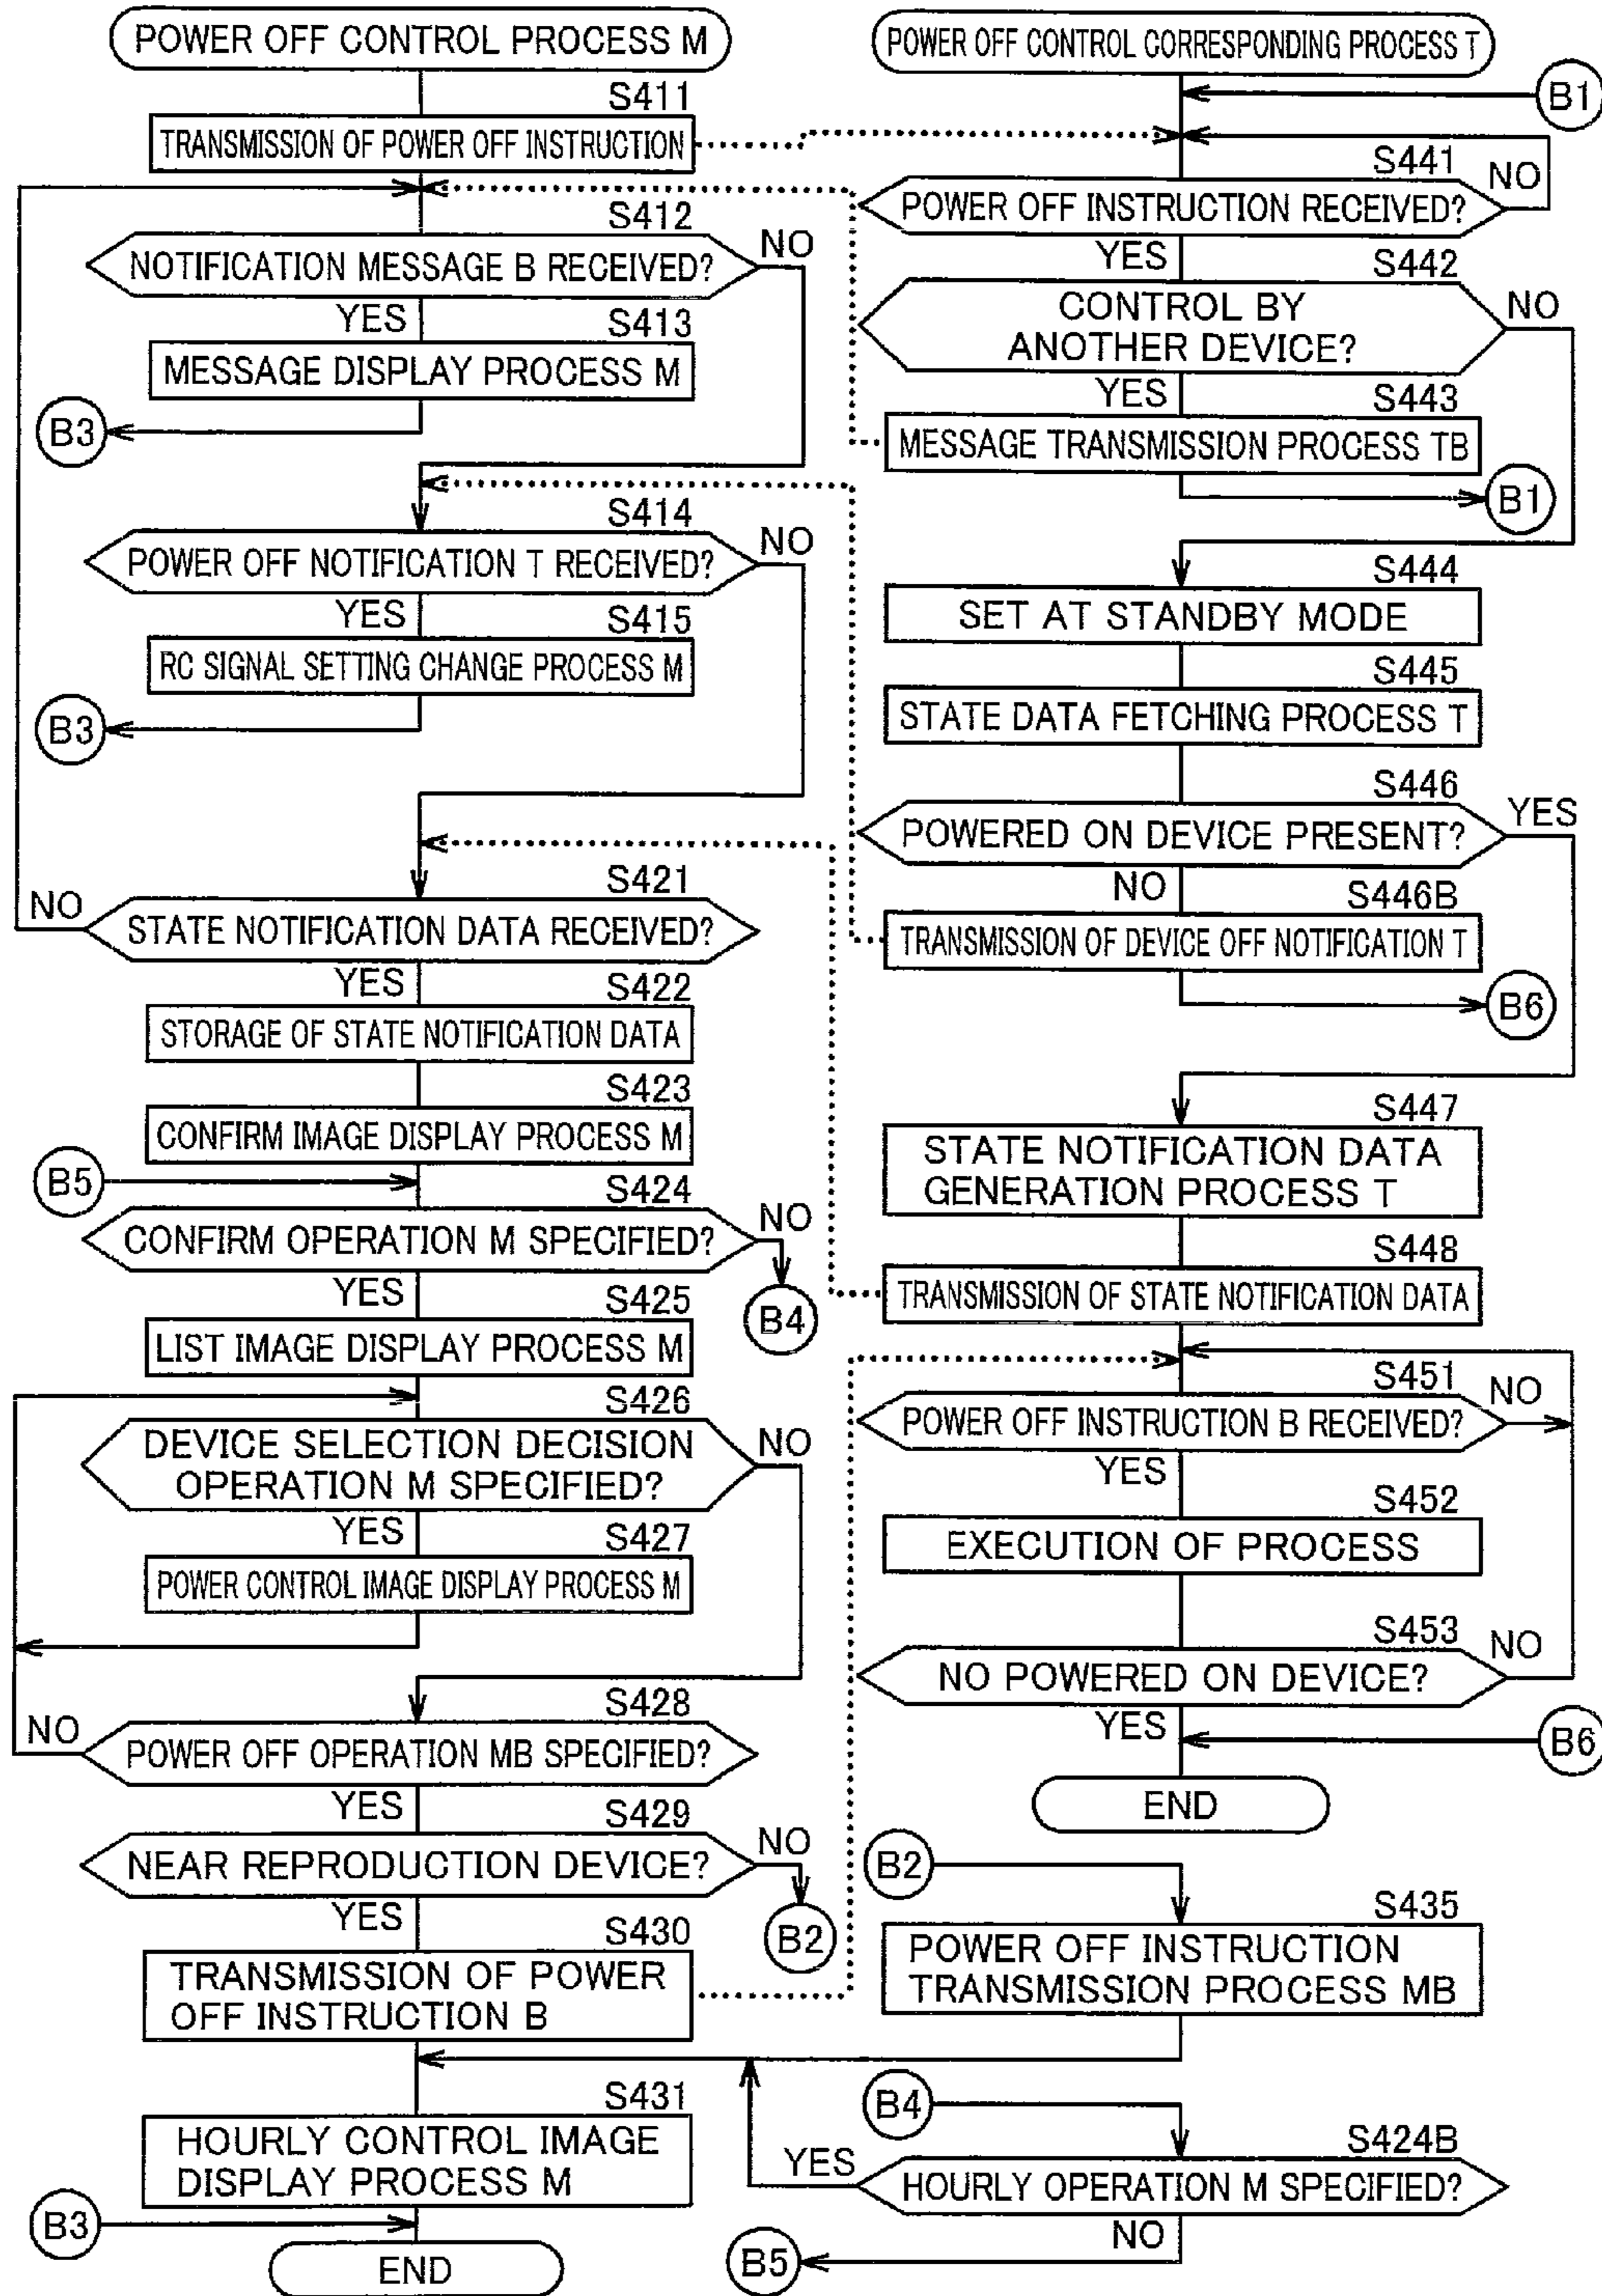 POWER OFF CONTROL PROCESS M
S411
TRANSMISSION OF POWER OFF INSTRUCTION
S412
NOTIFICATION MESSAGE B RECEIVED?
NO
YES
S413
MESSAGE DISPLAY PROCESS M
B3
S414
POWER OFF NOTIFICATION T RECEIVED?
NO
YES
S415
RC SIGNAL SETTING CHANGE PROCESS M
B3
S421
NO
STATE NOTIFICATION DATA RECEIVED?
YES
S422
STORAGE OF STATE NOTIFICATION DATA
S423
CONFIRM IMAGE DISPLAY PROCESS M
B5
S424
CONFIRM OPERATION M SPECIFIED?
NO
B4
YES
S425
LIST IMAGE DISPLAY PROCESS M
S426
DEVICE SELECTION DECISION
OPERATION M SPECIFIED?
NO
YES
S427
POWER CONTROL IMAGE DISPLAY PROCESS M
S428
NO
POWER OFF OPERATION MB SPECIFIED?
YES
S429
NEAR REPRODUCTION DEVICE?
NO
B2
YES
S430
TRANSMISSION OF POWER
OFF INSTRUCTION B
S431
HOURLY CONTROL IMAGE
DISPLAY PROCESS M
B3
END
POWER OFF CONTROL CORRESPONDING PROCESS T
B1
S441
POWER OFF INSTRUCTION RECEIVED?
NO
YES
S442
CONTROL BY
ANOTHER DEVICE?
NO
YES
S443
MESSAGE TRANSMISSION PROCESS TB
B1
S444
SET AT STANDBY MODE
S445
STATE DATA FETCHING PROCESS T
S446
POWERED ON DEVICE PRESENT?
YES
NO
S446B
TRANSMISSION OF DEVICE OFF NOTIFICATION T
B6
S447
STATE NOTIFICATION DATA
GENERATION PROCESS T
S448
TRANSMISSION OF STATE NOTIFICATION DATA
S451
POWER OFF INSTRUCTION B RECEIVED?
NO
YES
S452
EXECUTION OF PROCESS
S453
NO POWERED ON DEVICE?
NO
YES
B6
END
B2
S435
POWER OFF INSTRUCTION
TRANSMISSION PROCESS MB
B4
S424B
YES
HOURLY OPERATION M SPECIFIED?
NO
B5